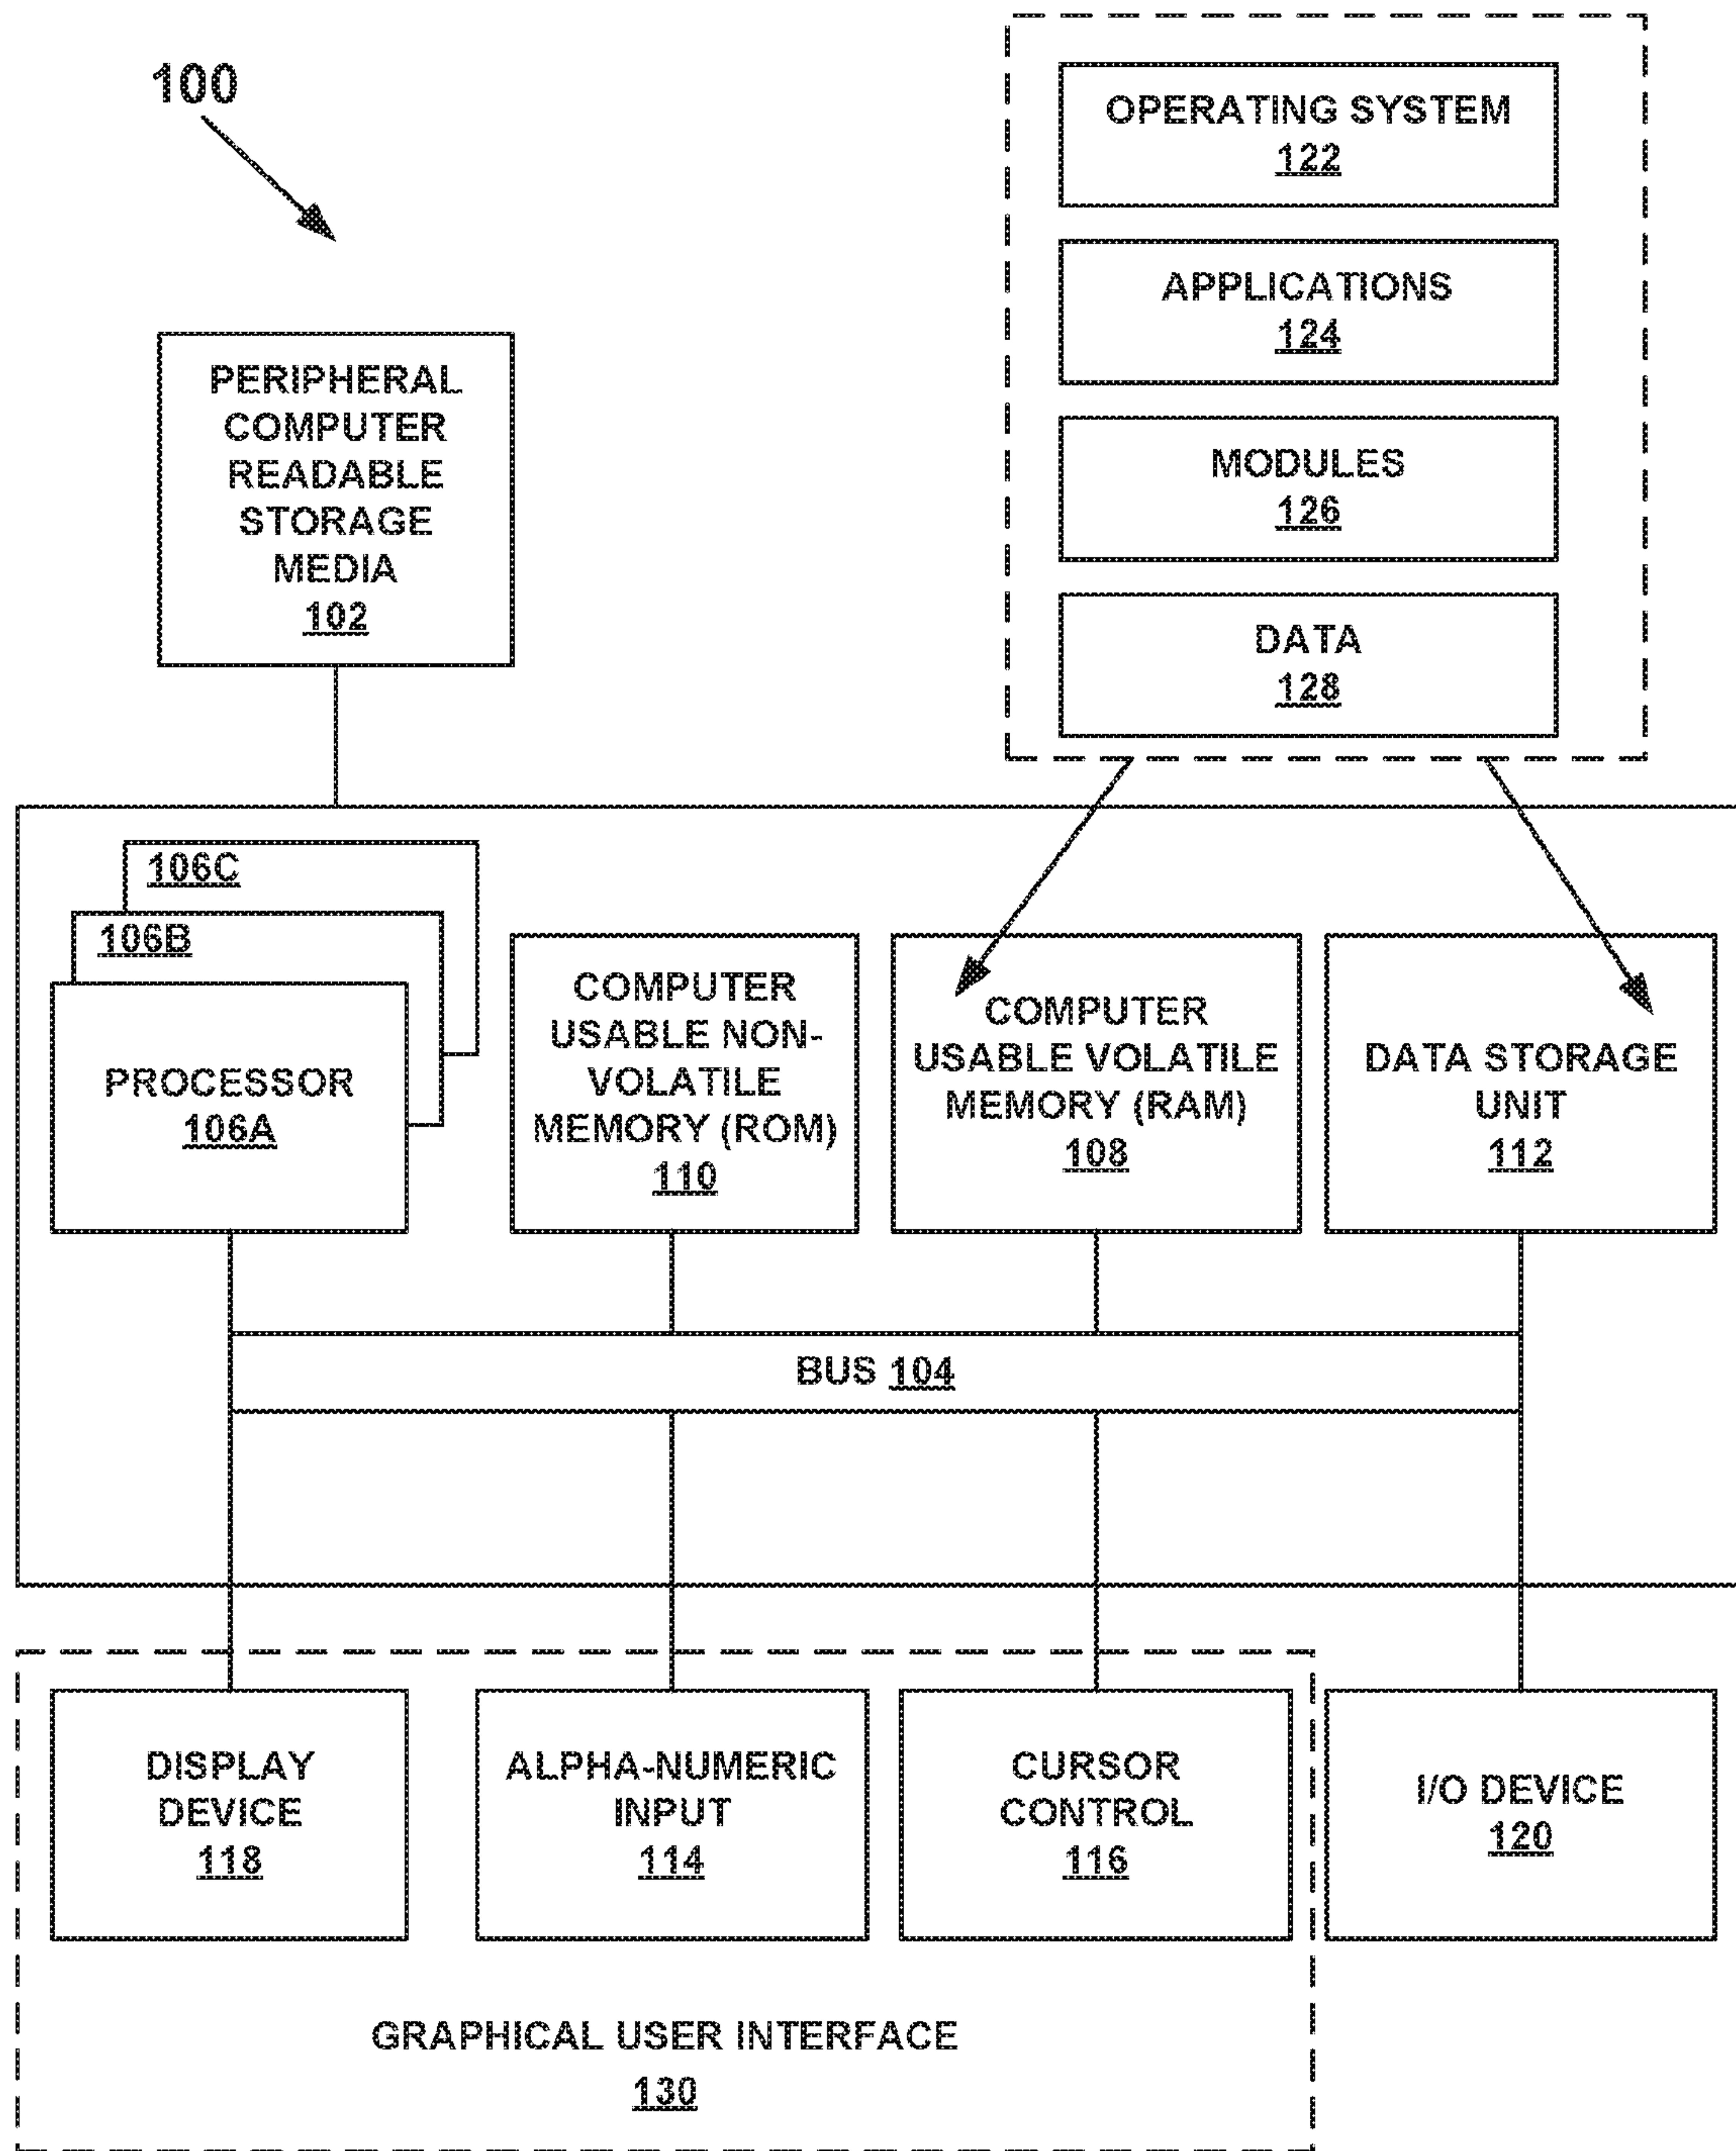 100
OPERATING SYSTEM
122
APPLICATIONS
124
MODULES
126
DATA
128
PERIPHERAL
COMPUTER
READABLE
STORAGE
MEDIA
102
106C
106B
PROCESSOR
106A
COMPUTER
USABLE NON-
VOLATILE
MEMORY (ROM)
110
COMPUTER
USABLE VOLATILE
MEMORY (RAM)
108
DATA STORAGE
UNIT
112
BUS 104
DISPLAY
DEVICE
118
ALPHA-NUMERIC
INPUT
114
CURSOR
CONTROL
116
I/O DEVICE
120
GRAPHICAL USER INTERFACE
130